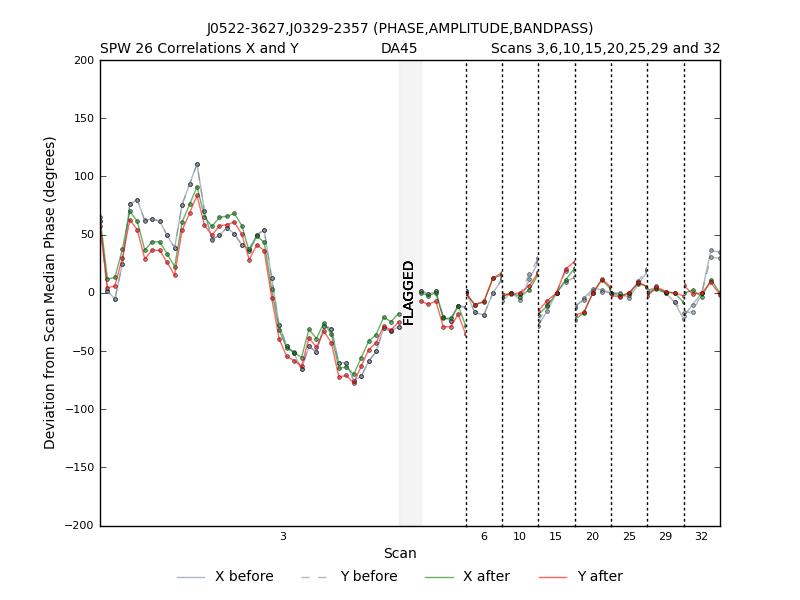 J0522-3627,J0329-2357 (PHASE,AMPLITUDE,BANDPASS)
SPW 26 Correlations X and Y DA45 Scans 3,6,10,15,20,25,29 and 32
200
150
100
50
0
−50
−100
−150
−200
Deviation from Scan Median Phase (degrees)
FLAGGED
3 6 10 15 20 25 29 32
Scan
X before Y before X after Y after